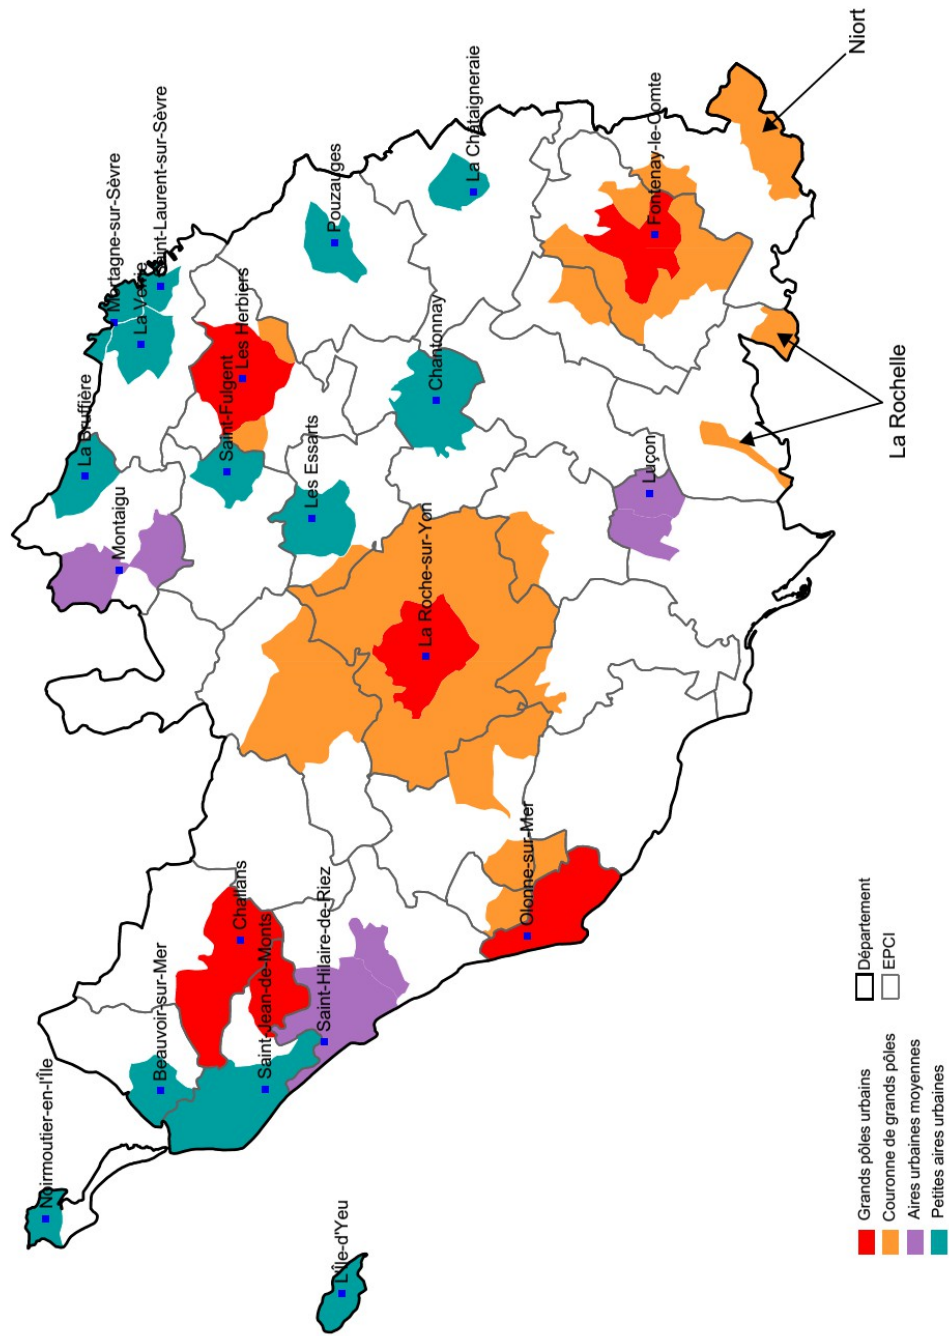 Noirmoutier-en-l'Île
L'Île-d'Yeu
Beauvoir-sur-Mer
Saint-Jean-de-Monts
Challans
Saint-Hilaire-de-Riez
Olonne-sur-Mer
La Roche-sur-Yon
Montaigu
La Bruffière
Les Essarts
Saint-Fulgent
Les Herbiers
La Verrie
Mortagne-sur-Sèvre
Saint-Laurent-sur-Sèvre
Pouzauges
Chantonnay
La Chataigneraie
Luçon
Fontenay-le-Comte
Niort
La Rochelle
Grands pôles urbains
Couronne de grands pôles
Aires urbaines moyennes
Petites aires urbaines
Département
EPCI